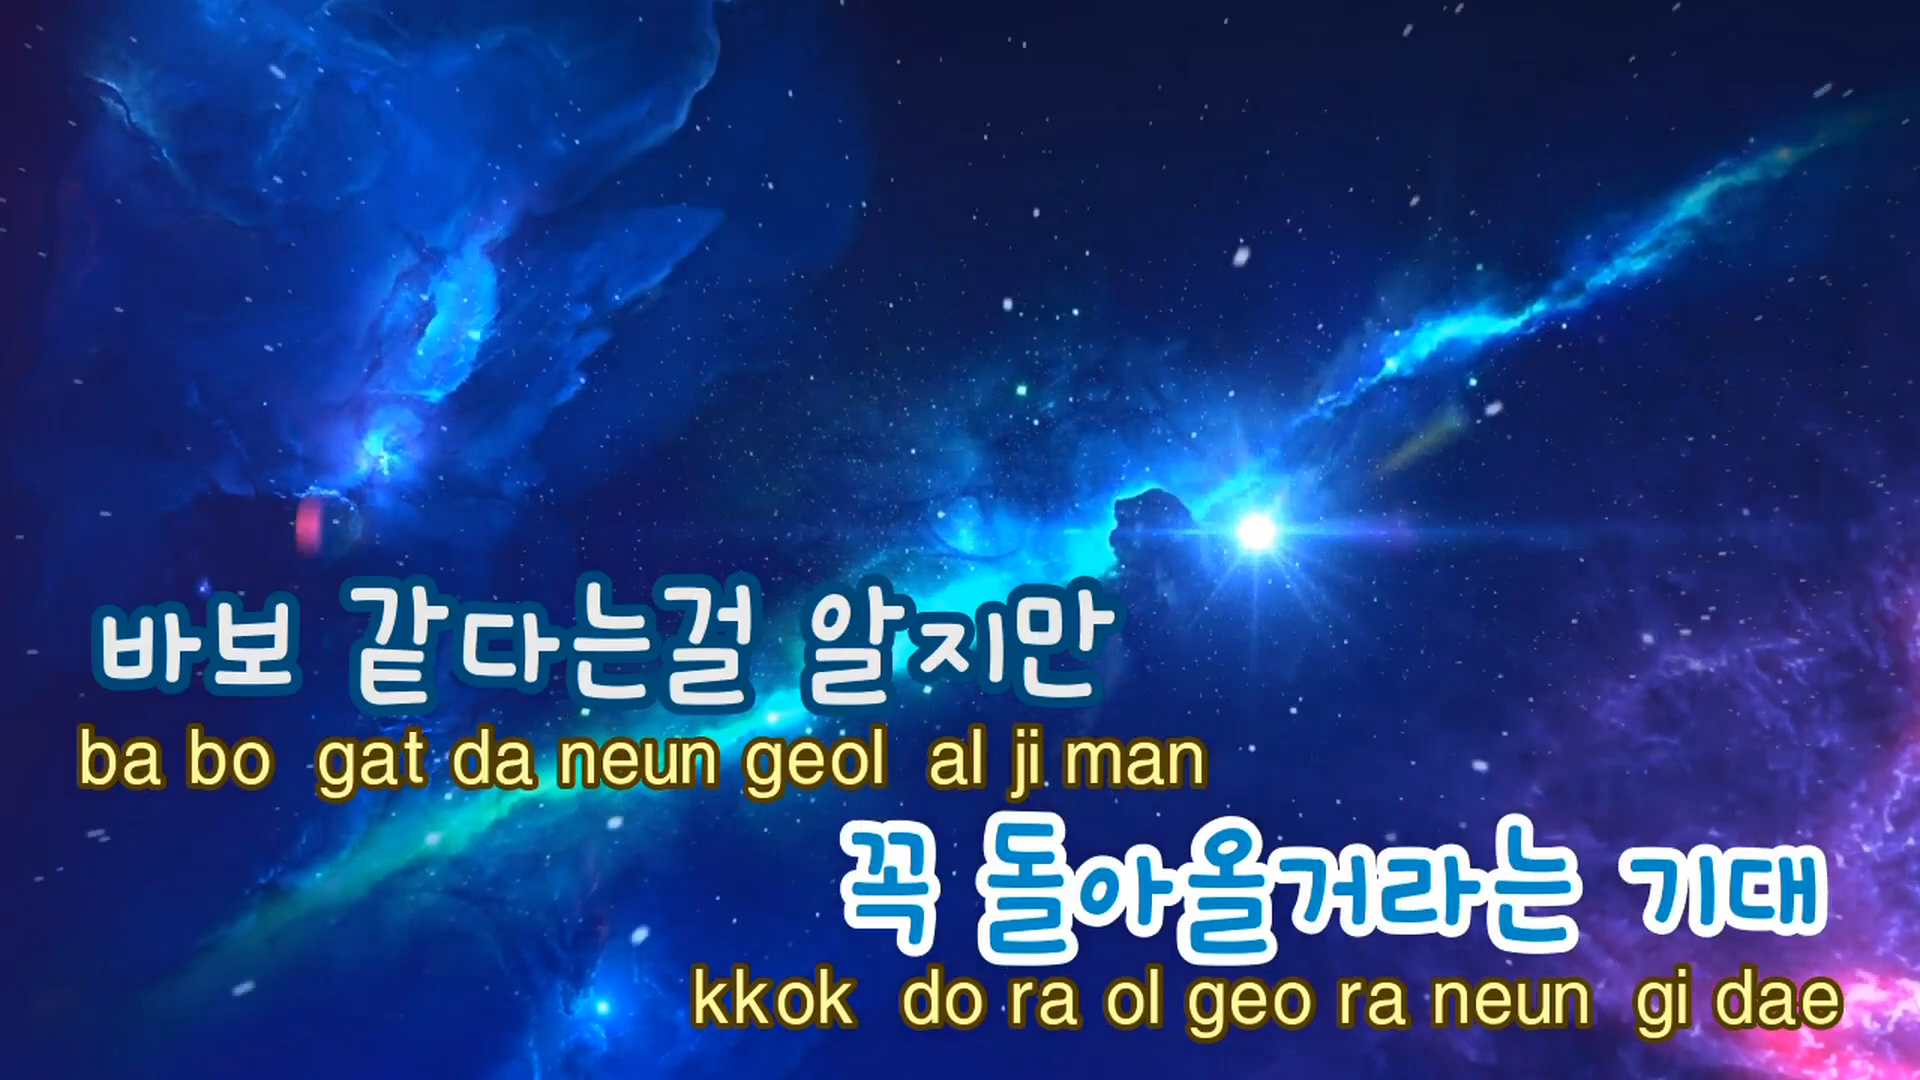 바보 같다는걸 알지만
ba bo gat da neun geol al ji man
꼭 돌아올거라는 기대
kkok do ra ol geo ra neun gi dae